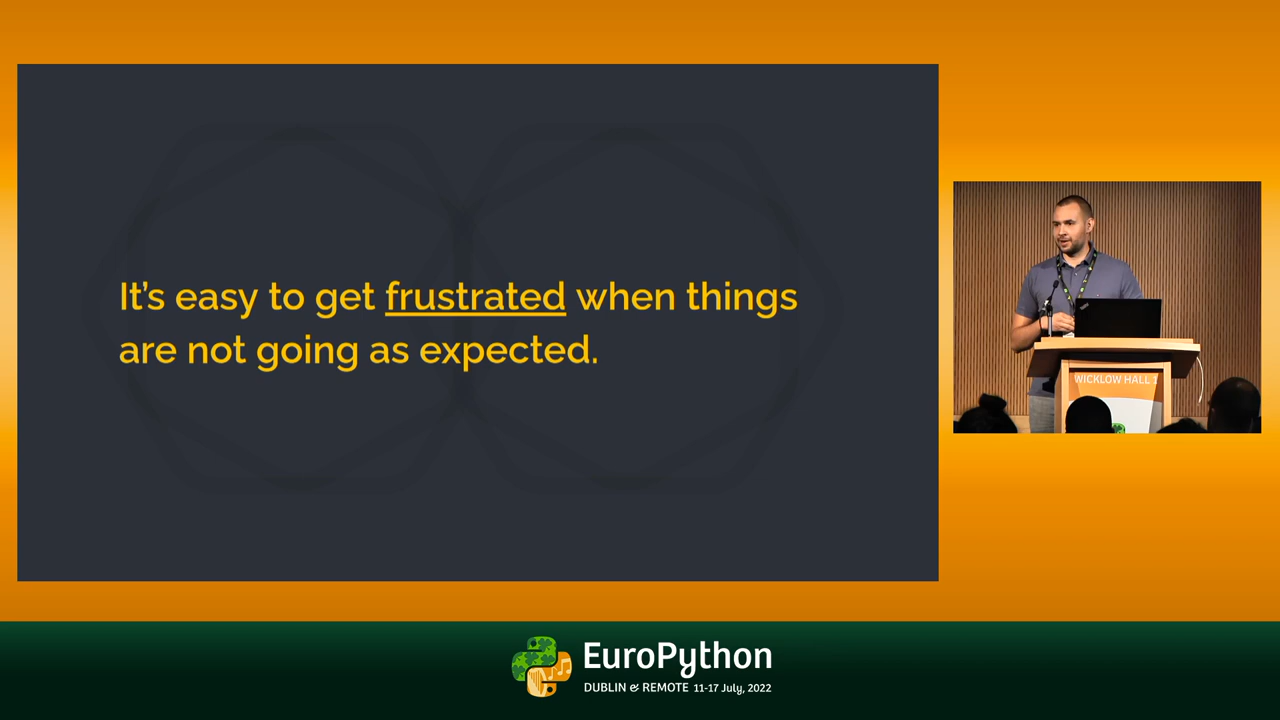 It's easy to get frustrated when things
are not going as expected.
WICKLOW HALL 1
EuroPython
DUBLIN & REMOTE 11-17 July, 2022